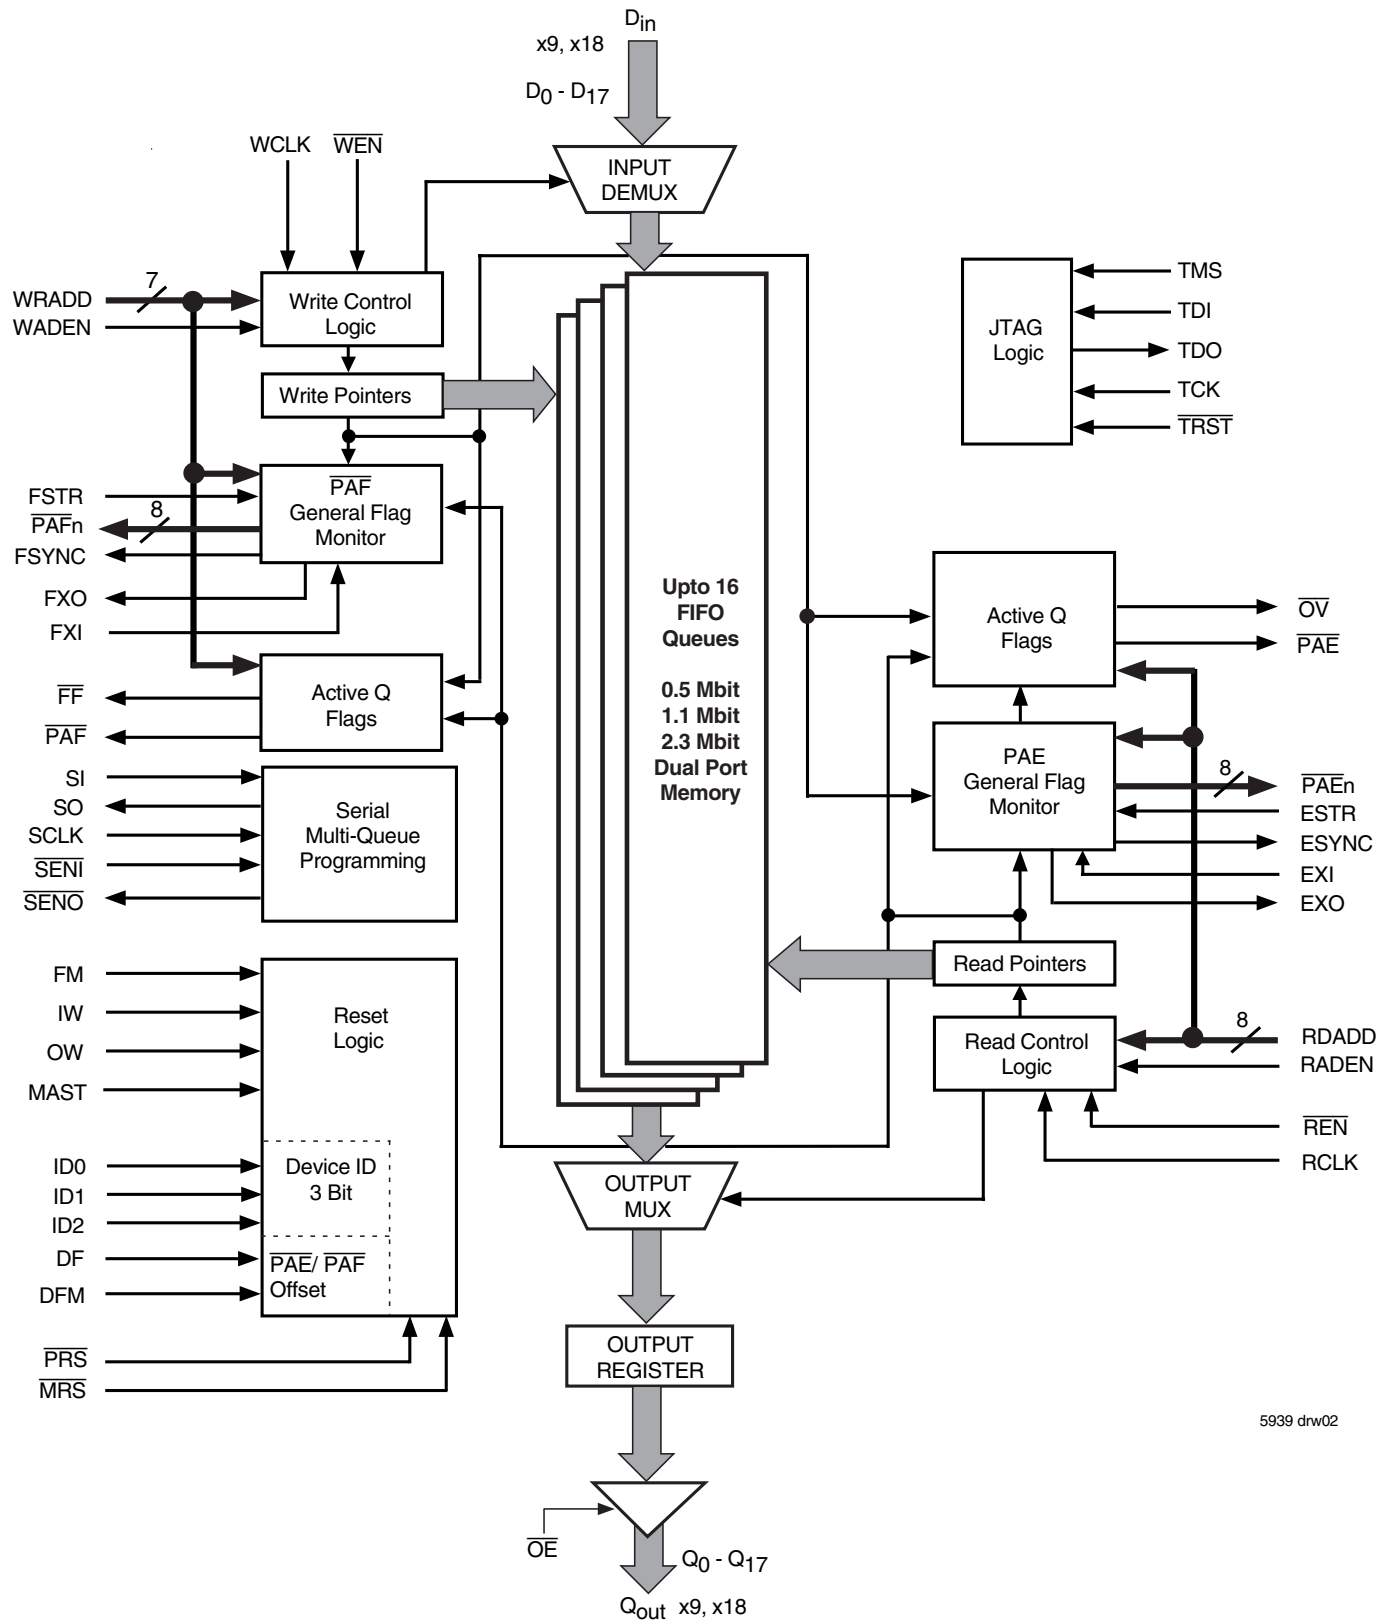 Din
x9, x18
D0 - D17
WCLK
WEN
INPUT
DEMUX
7
WRADD
WADEN
Write Control
Logic
Write Pointers
TMS
TDI
JTAG
Logic
TDO
TCK
TRST
FSTR
8
PAFn
FSYNC
FXO
FXI
PAF
General Flag
Monitor
FF
PAF
Active Q
Flags
Upto 16
FIFO
Queues
0.5 Mbit
1.1 Mbit
2.3 Mbit
Dual Port
Memory
Active Q
Flags
OV
PAE
PAE
General Flag
Monitor
8
PAEn
ESTR
ESYNC
EXI
EXO
SI
SO
SCLK
SENI
SENO
Serial
Multi-Queue
Programming
Read Pointers
Read Control
Logic
8
RDADD
RADEN
REN
RCLK
FM
IW
OW
MAST
Reset
Logic
ID0
ID1
ID2
Device ID
3 Bit
DF
DFM
PAE/ PAF
Offset
PRS
MRS
OUTPUT
MUX
OUTPUT
REGISTER
5939 drw02
OE
Q0 - Q17
Qout x9, x18